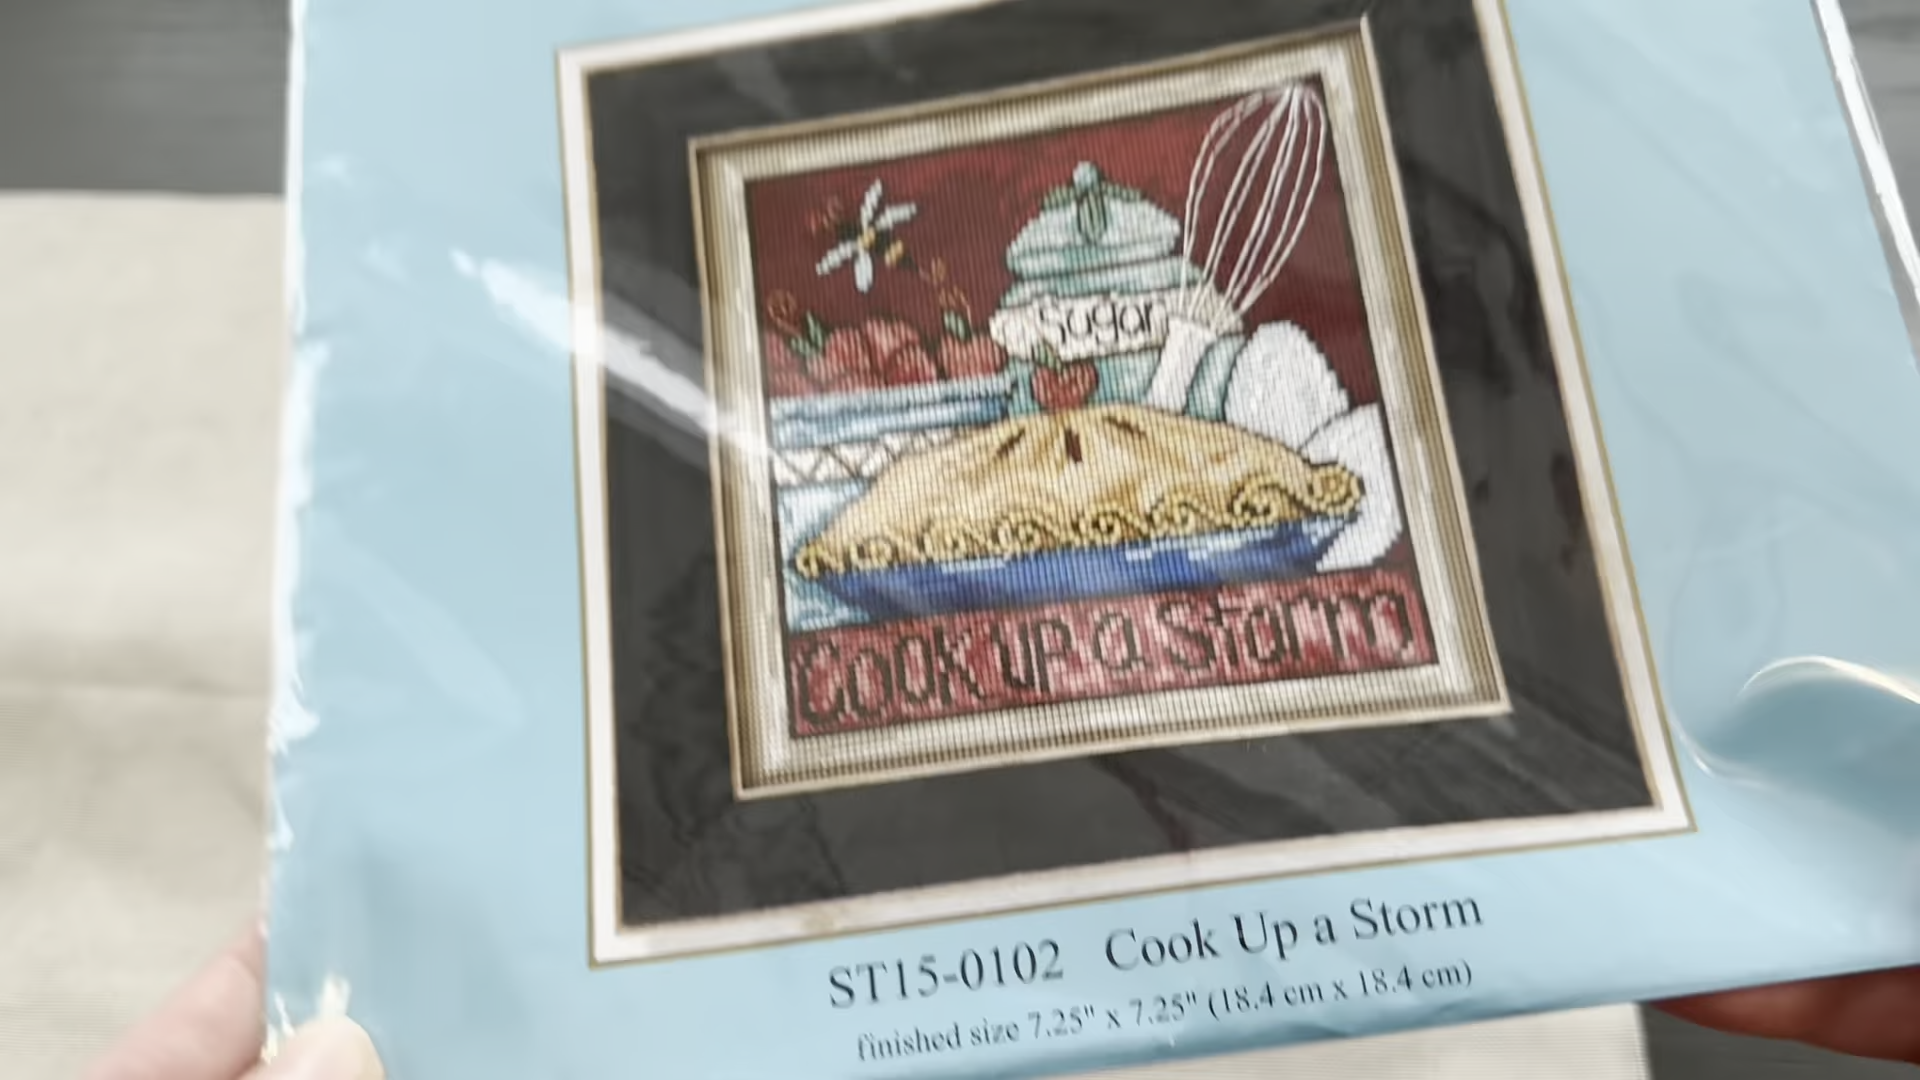 Sugar
Cook up a Storm
ST15-0102 Cook Up a Storm
finished size 7.25" x 7.25" (18.4 cm x 18.4 cm)